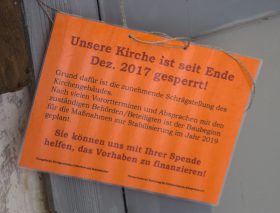 Unsere Kirche ist seit Ende
Dez. 2017 gesperrt!
Grund dafür ist die zunehmende Schrägstellung des
Kirchengebäudes.
Nach vielen Vorortterminen und Absprachen mit den
zuständigen Behörden/Beteiligten ist der Baubeginn
für die Maßnahmen zur Stabilisierung im Jahr 2019
geplant.
Sie können uns mit Ihrer Spende
helfen, das Vorhaben zu finanzieren!